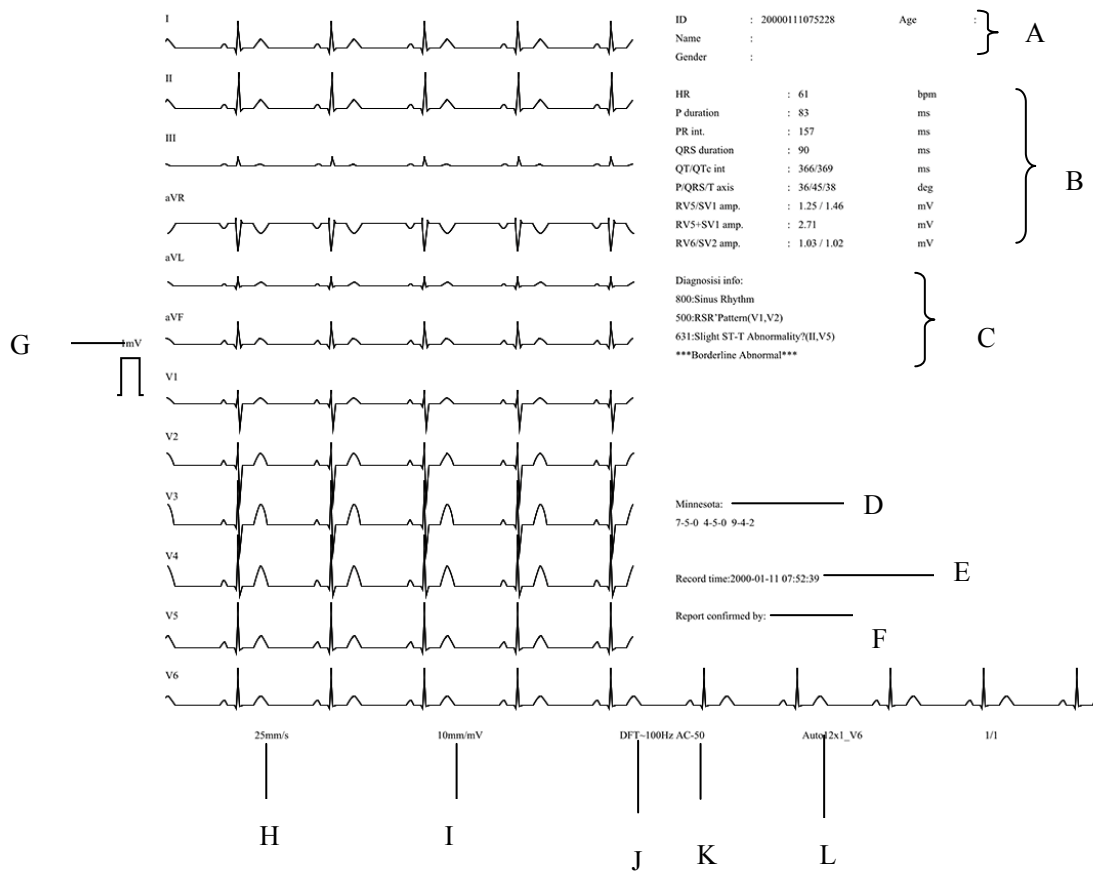 I
ID : 20000111075228 Age :
A
Name :
Gender :
II
HR : 61 bpm
P duration : 83 ms
III
PR int. : 157 ms
QRS duration : 90 ms
QT/QTc int : 366/369 ms
B
P/QRS/T axis : 36/45/38 deg
aVR
RV5/SV1 amp. : 1.25 / 1.46 mV
RV5+SV1 amp. : 2.71 mV
RV6/SV2 amp. : 1.03 / 1.02 mV
aVL
Diagnosisi info:
800:Sinus Rhythm
aVF
500:RSR'Pattern(V1,V2)
631:Slight ST-T Abnormality?(II,V5)
C
***Borderline Abnormal***
G
1mV
V1
V2
V3
Minnesota:
D
7-5-0 4-5-0 9-4-2
V4
Record time:2000-01-11 07:52:39
E
V5
Report confirmed by:
F
V6
25mm/s 10mm/mV DFT~100Hz AC-50 Auto12x1_V6 1/1
H I J K L